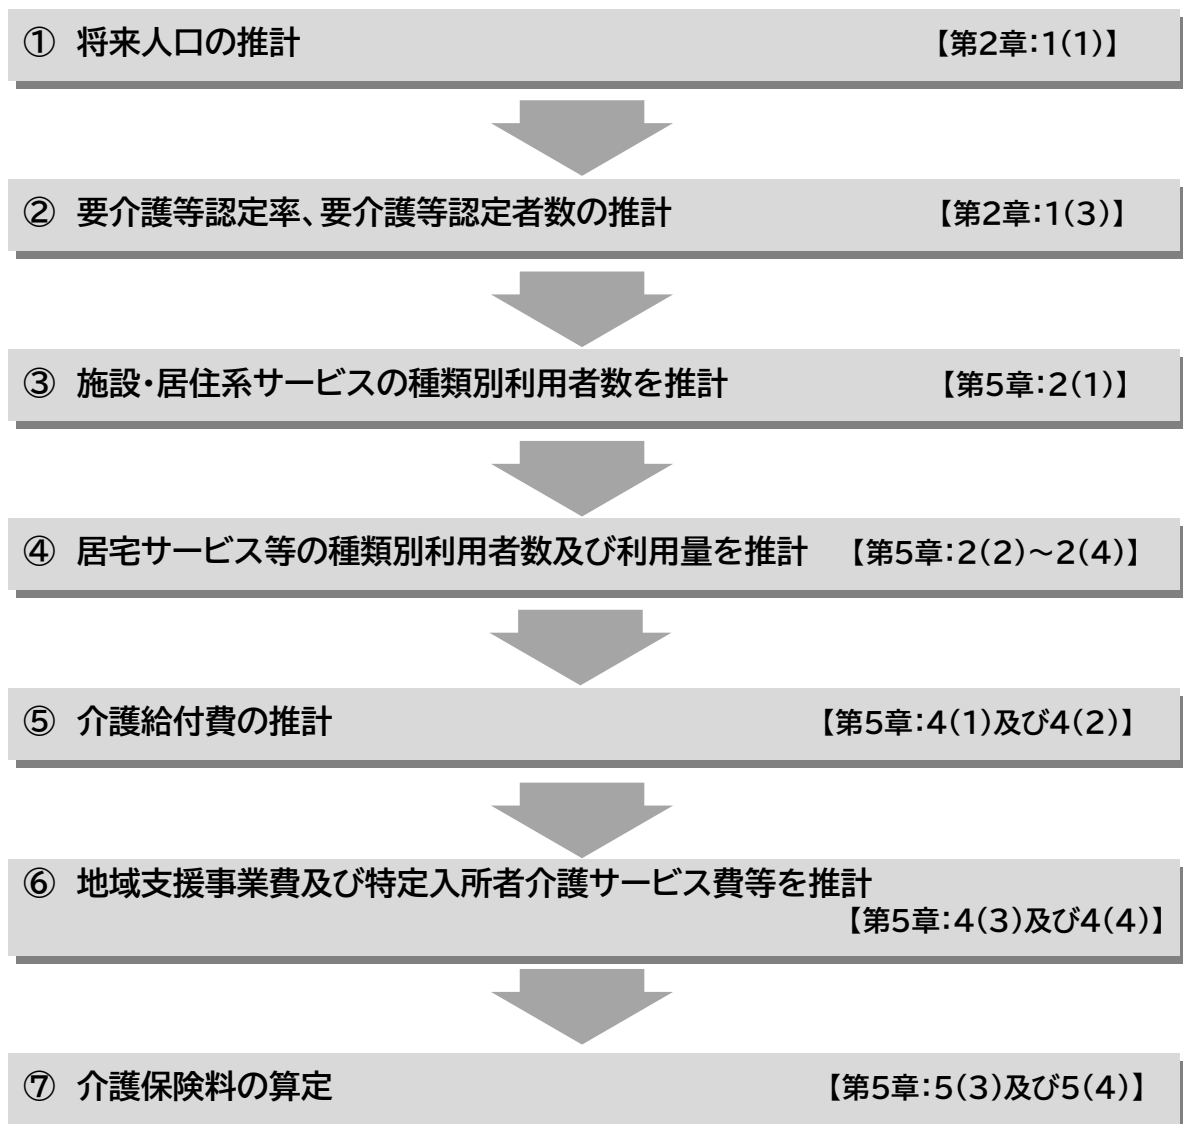 ① 将来人口の推計 【第2章：1(1)】
② 要介護等認定率、要介護等認定者数の推計 【第2章：1(3)】
③ 施設・居住系サービスの種類別利用者数を推計 【第5章：2(1)】
④ 居宅サービス等の種類別利用者数及び利用量を推計 【第5章：2(2)～2(4)】
⑤ 介護給付費の推計 【第5章：4(1)及び4(2)】
⑥ 地域支援事業費及び特定入所者介護サービス費等を推計
【第5章：4(3)及び4(4)】
⑦ 介護保険料の算定 【第5章：5(3)及び5(4)】